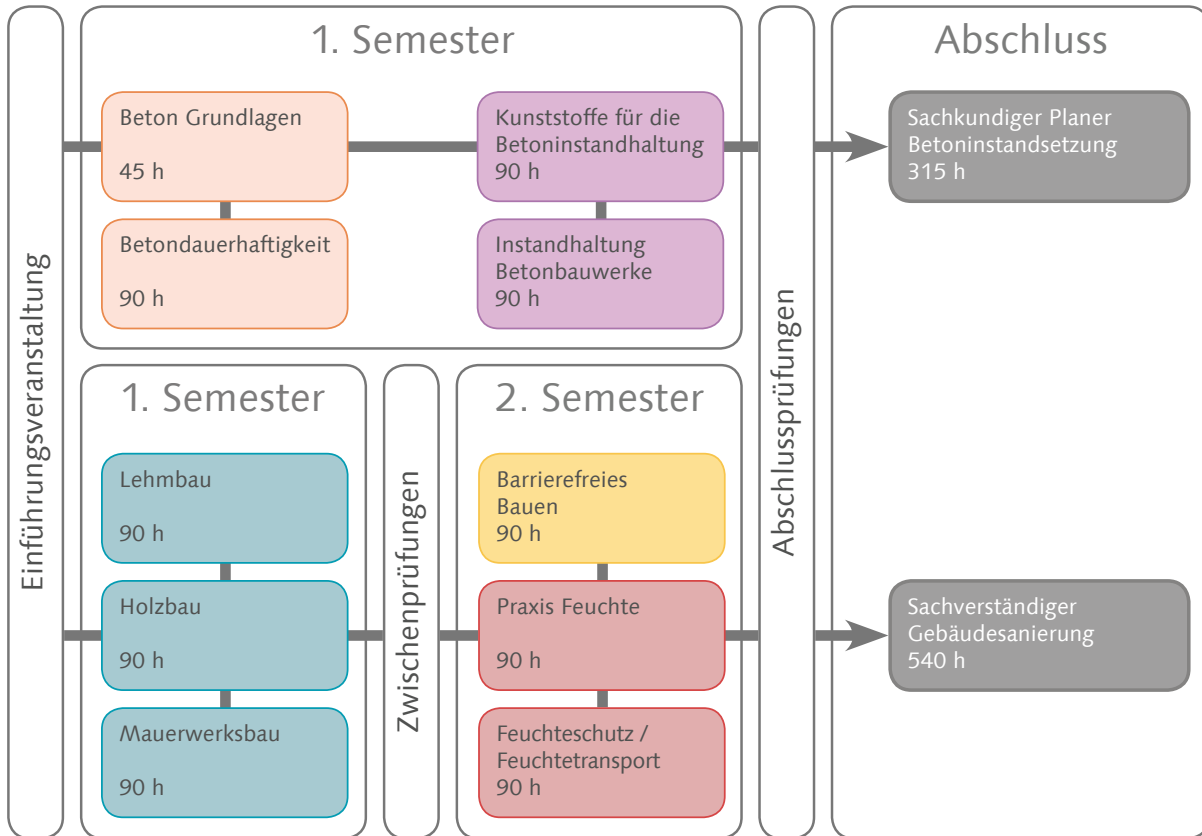 Einführungsveranstaltung
1. Semester
Beton Grundlagen
45 h
Kunststoffe für die
Betoninstandhaltung
90 h
Betondauerhaftigkeit
90 h
Instandhaltung
Betonbauwerke
90 h
1. Semester
Lehmbau
90 h
Holzbau
90 h
Mauerwerksbau
90 h
Zwischenprüfungen
2. Semester
Barrierefreies
Bauen
90 h
Praxis Feuchte
90 h
Feuchteschutz /
Feuchtetransport
90 h
Abschlussprüfungen
Abschluss
Sachkundiger Planer
Betoninstandsetzung
315 h
Sachverständiger
Gebäudesanierung
540 h